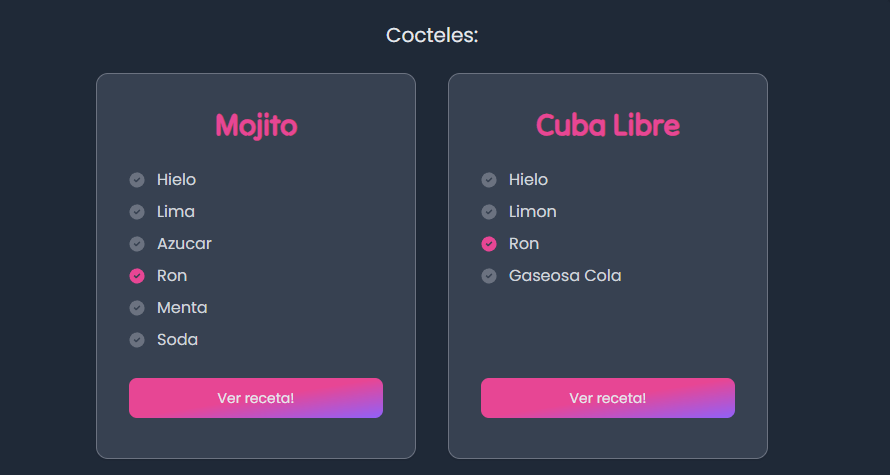 Cocteles:
Mojito
Hielo
Lima
Azucar
Ron
Menta
Soda
Ver receta!
Cuba Libre
Hielo
Limon
Ron
Gaseosa Cola
Ver receta!